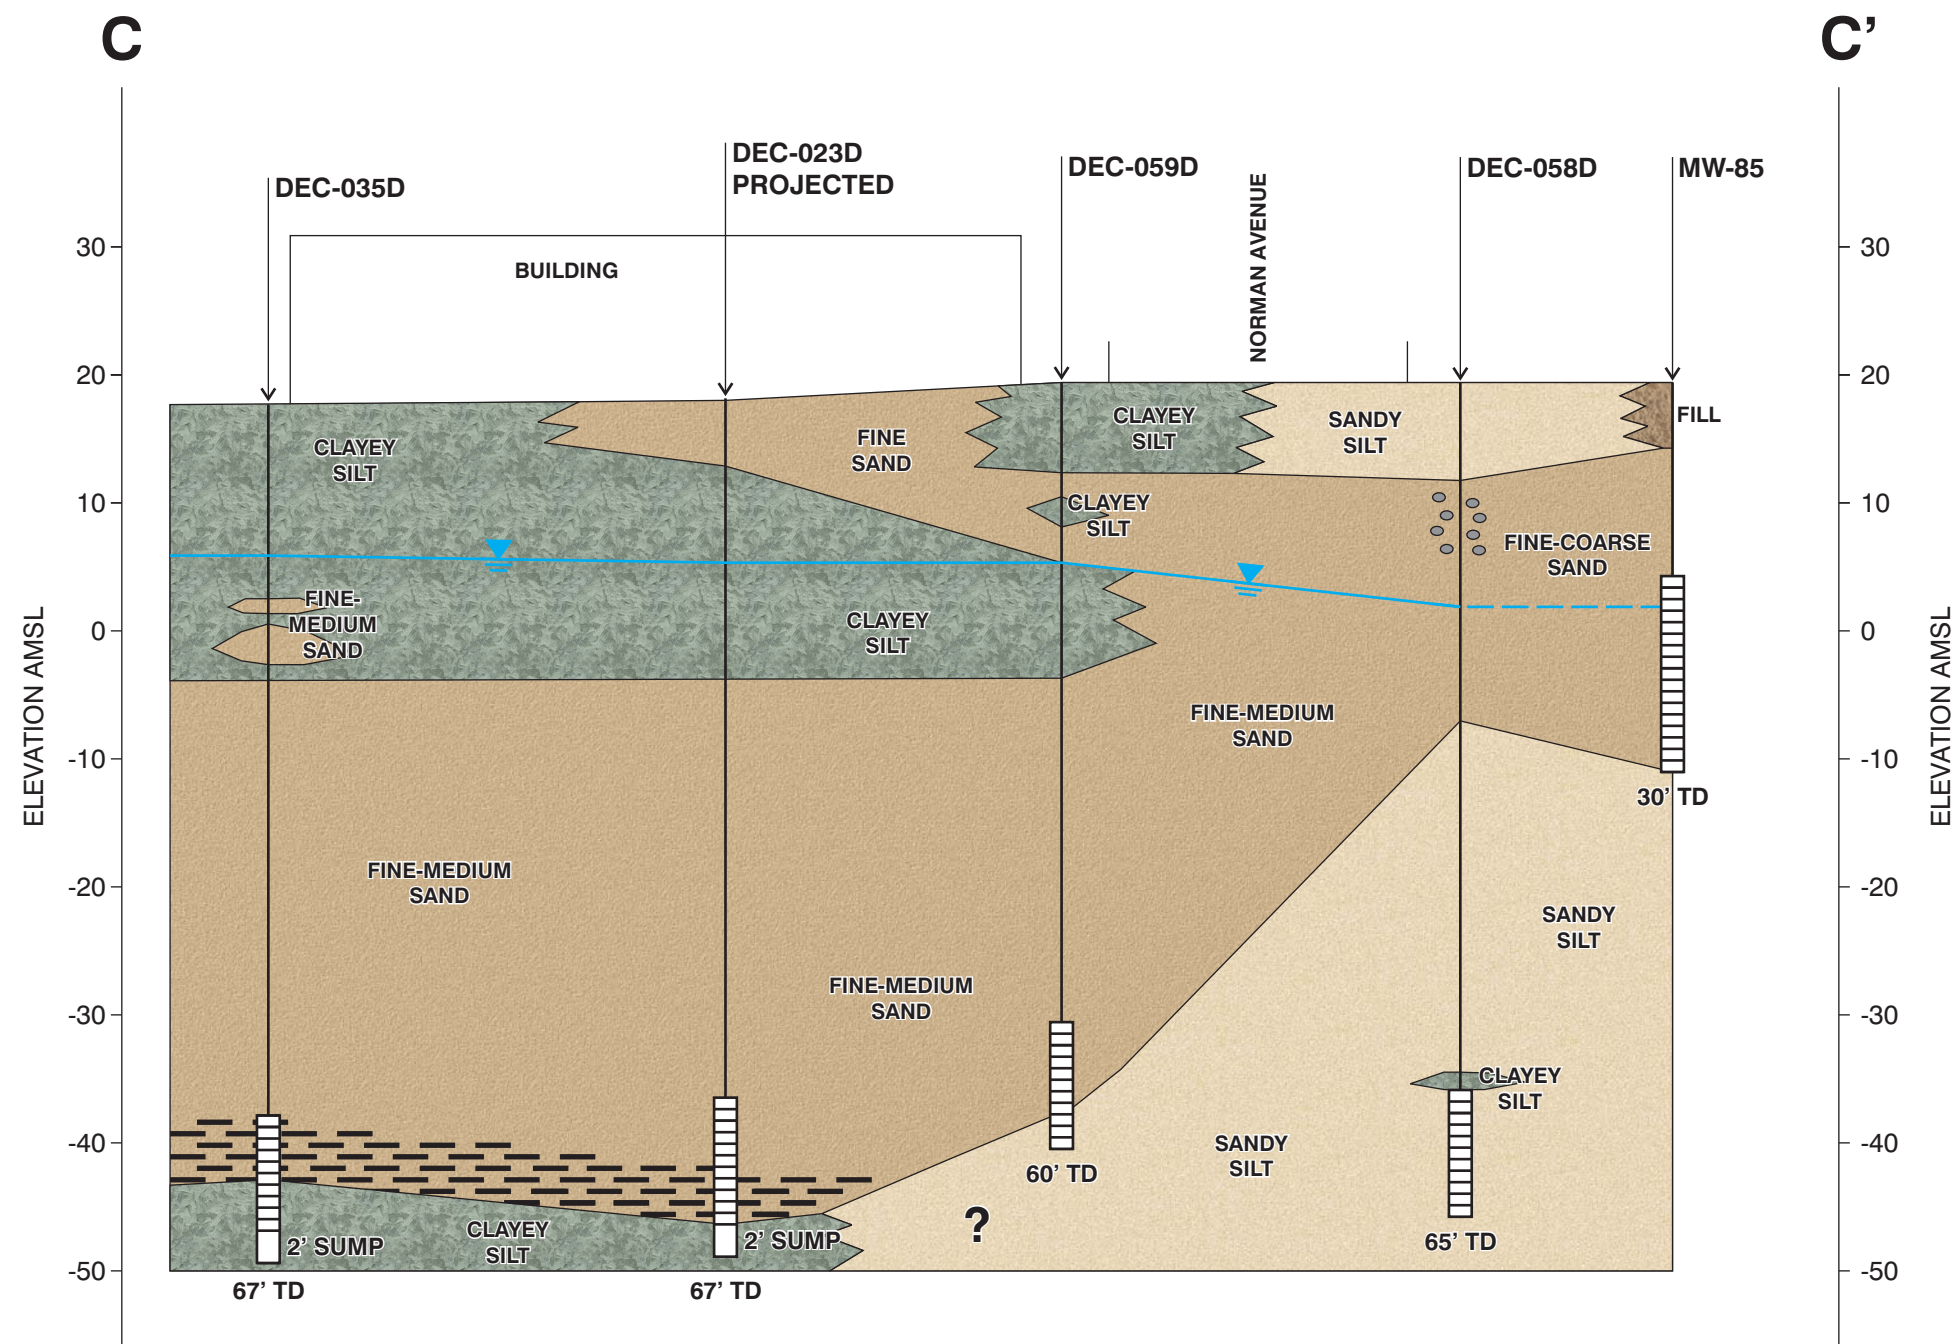 C
C’
DEC-035D
DEC-023D
PROJECTED
DEC-059D
NORMAN AVENUE
DEC-058D
MW-85
BUILDING
30
20
10
0
-10
-20
-30
-40
-50
ELEVATION AMSL
30
20
10
0
-10
-20
-30
-40
-50
ELEVATION AMSL
CLAYEY
SILT
FINE
SAND
CLAYEY
SILT
SANDY
SILT
FILL
CLAYEY
SILT
FINE-COARSE
SAND
FINE-
MEDIUM
SAND
CLAYEY
SILT
FINE-MEDIUM
SAND
30’ TD
FINE-MEDIUM
SAND
SANDY
SILT
FINE-MEDIUM
SAND
CLAYEY
SILT
SANDY
SILT
60’ TD
?
CLAYEY
SILT
2’ SUMP
2’ SUMP
65’ TD
67’ TD
67’ TD